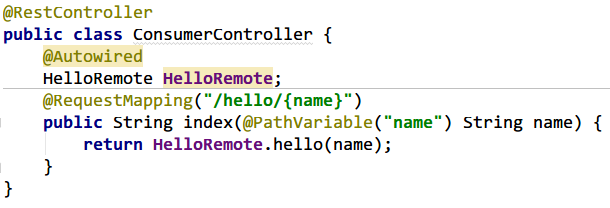 @RestController
public class ConsumerController {
    @Autowired
    HelloRemote HelloRemote;
    @RequestMapping("/hello/{name}")
    public String index(@PathVariable("name") String name) {
        return HelloRemote.hello(name);
    }
}